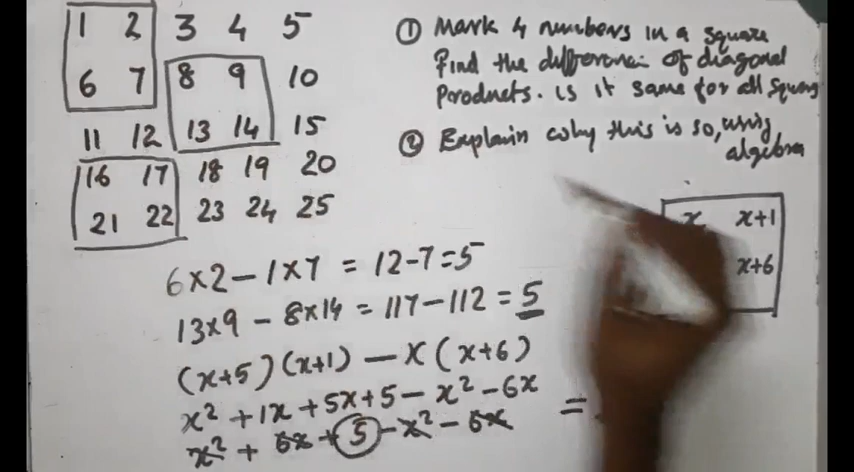 1 2 3 4 5
6 7 8 9 10
11 12 13 14 15
16 17 18 19 20
21 22 23 24 25
① Mark 4 numbers in a square
find the difference of diagonal
Products. is it same for all squares
② Explain why this is so, using
algebra
x x+1
x+6
6×2-1×7 = 12-7=5
13×9 - 8×14 = 117-112 = 5
(x+5)(x+1) - x(x+6)
x² + 1x + 5x + 5 - x² - 6x
x² + 6x + 5 - x² - 6x =